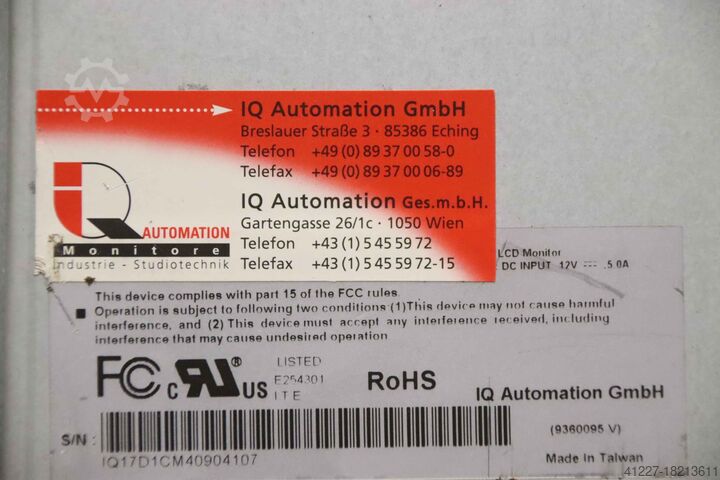 IQ Automation GmbH
Breslauer Straße 3 · 85386 Eching
Telefon +49 (0) 89 37 00 58-0
Telefax +49 (0) 89 37 00 06-89
IQ Automation Ges.m.b.H.
Gartengasse 26/1c · 1050 Wien
Telefon +43 (1) 5 45 59 72
Telefax +43 (1) 5 45 59 72-15
iQ AUTOMATION
Monitore
Industrie - Studiotechnik
LCD Monitor
DC INPUT 12V 5.0A
This device complies with part 15 of the FCC rules.
Operation is subject to following two conditions (1)This device may not cause harmful
interference, and (2) This device must accept any interference received, including
interference that may cause undesired operation
FC c UR ® US
LISTED
E254301
ITE
RoHS
IQ Automation GmbH
S/N :
IQ17D1CM40904107
(9360095 V)
Made in Taiwan
41227-18213611